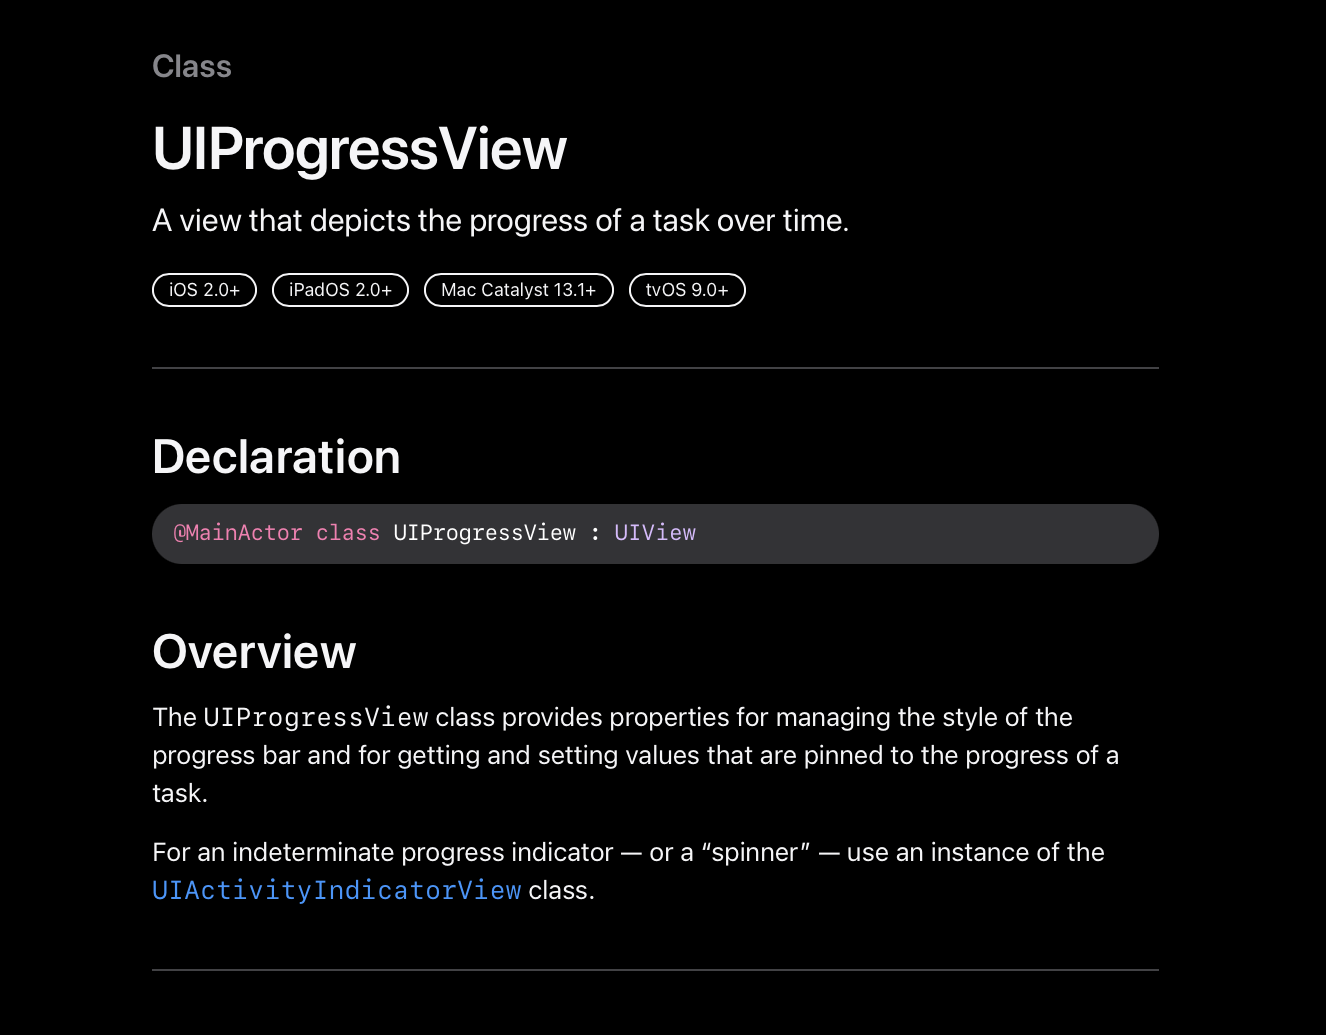 Class
UIProgressView
A view that depicts the progress of a task over time.
iOS 2.0+ iPadOS 2.0+ Mac Catalyst 13.1+ tvOS 9.0+
Declaration
@MainActor class UIProgressView : UIView
Overview
The UIProgressView class provides properties for managing the style of the
progress bar and for getting and setting values that are pinned to the progress of a
task.
For an indeterminate progress indicator — or a “spinner” — use an instance of the
UIActivityIndicatorView class.